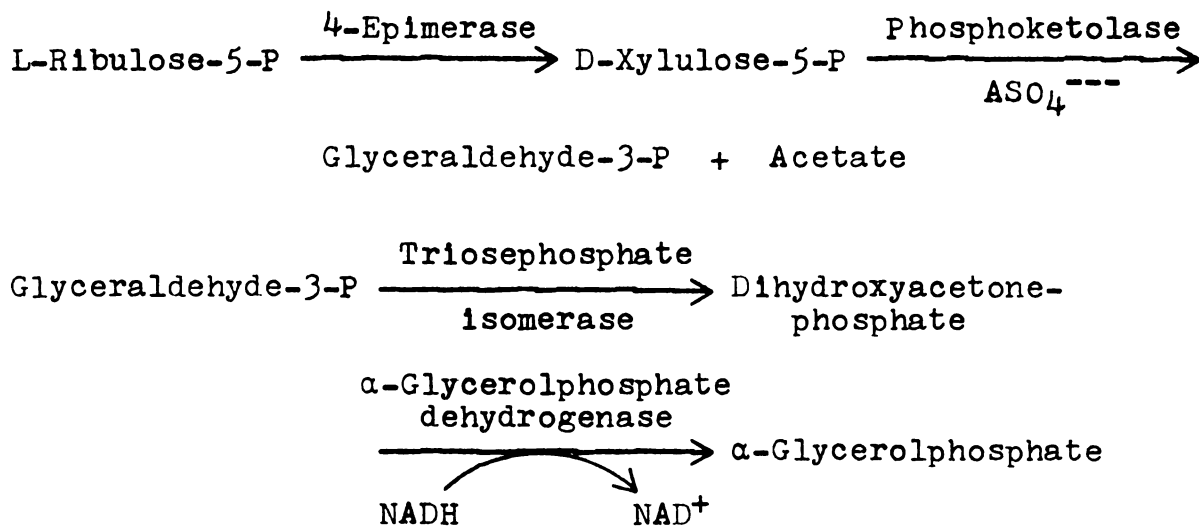 4-Epimerase Phosphoketolase
L-Ribulose-5-P ⟶ D-Xylulose-5-P ⟶
ASO₄⁻⁻⁻
Glyceraldehyde-3-P + Acetate
Triosephosphate
Glyceraldehyde-3-P ⟶ Dihydroxyacetone-
isomerase phosphate
α-Glycerolphosphate
dehydrogenase
⟶ α-Glycerolphosphate
NADH NAD⁺